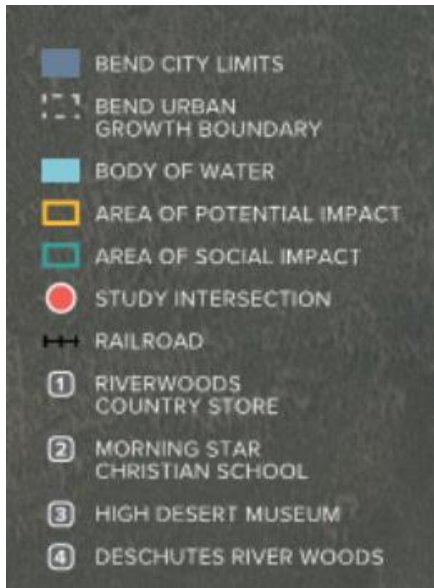 BEND CITY LIMITS
BEND URBAN
GROWTH BOUNDARY
BODY OF WATER
AREA OF POTENTIAL IMPACT
AREA OF SOCIAL IMPACT
STUDY INTERSECTION
RAILROAD
1 RIVERWOODS
COUNTRY STORE
2 MORNING STAR
CHRISTIAN SCHOOL
3 HIGH DESERT MUSEUM
4 DESCHUTES RIVER WOODS